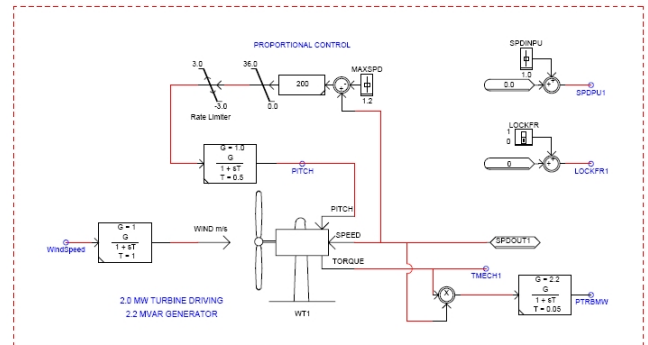 PROPORTIONAL CONTROL
SPDINPU
3.0
36.0
MAXSPD
1.0
200
0.0
SPDPU1
-3.0
0.0
1.2
Rate Limiter
LOCKFR
1
0
G = 1.0
G
1 + sT
T = 0.5
PITCH
0
LOCKFR1
PITCH
G = 1
G
1 + sT
T = 1
WindSpeed
WIND m/s
SPEED
SPDOUT1
TORQUE
TMECH1
G = 2.2
G
1 + sT
T = 0.05
X
PTRBMW
2.0 MW TURBINE DRIVING
2.2 MVAR GENERATOR
WT1